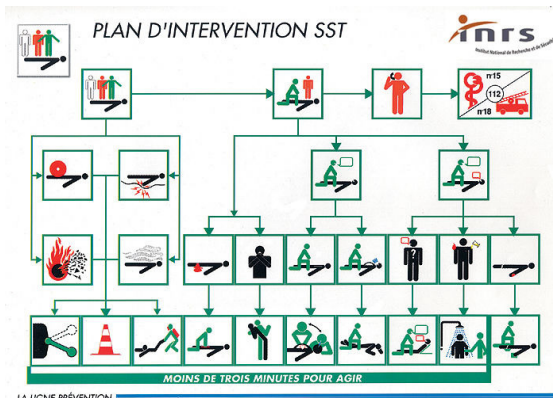 PLAN D'INTERVENTION SST
inrs
Institut National de Recherche et de Sécurité
n°15
112
n°18
?
MOINS DE TROIS MINUTES POUR AGIR
LA LIGNE PRÉVENTION